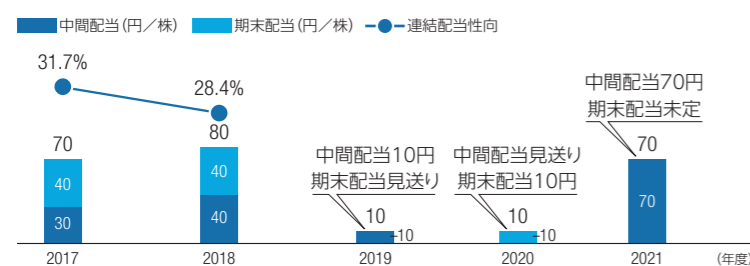 中間配当(円／株) 期末配当(円／株) 連結配当性向
31.7%
28.4%
70
40
30
80
40
40
中間配当10円
期末配当見送り
10
10
中間配当見送り
期末配当10円
10
10
中間配当70円
期末配当未定
70
70
2017 2018 2019 2020 2021 (年度)